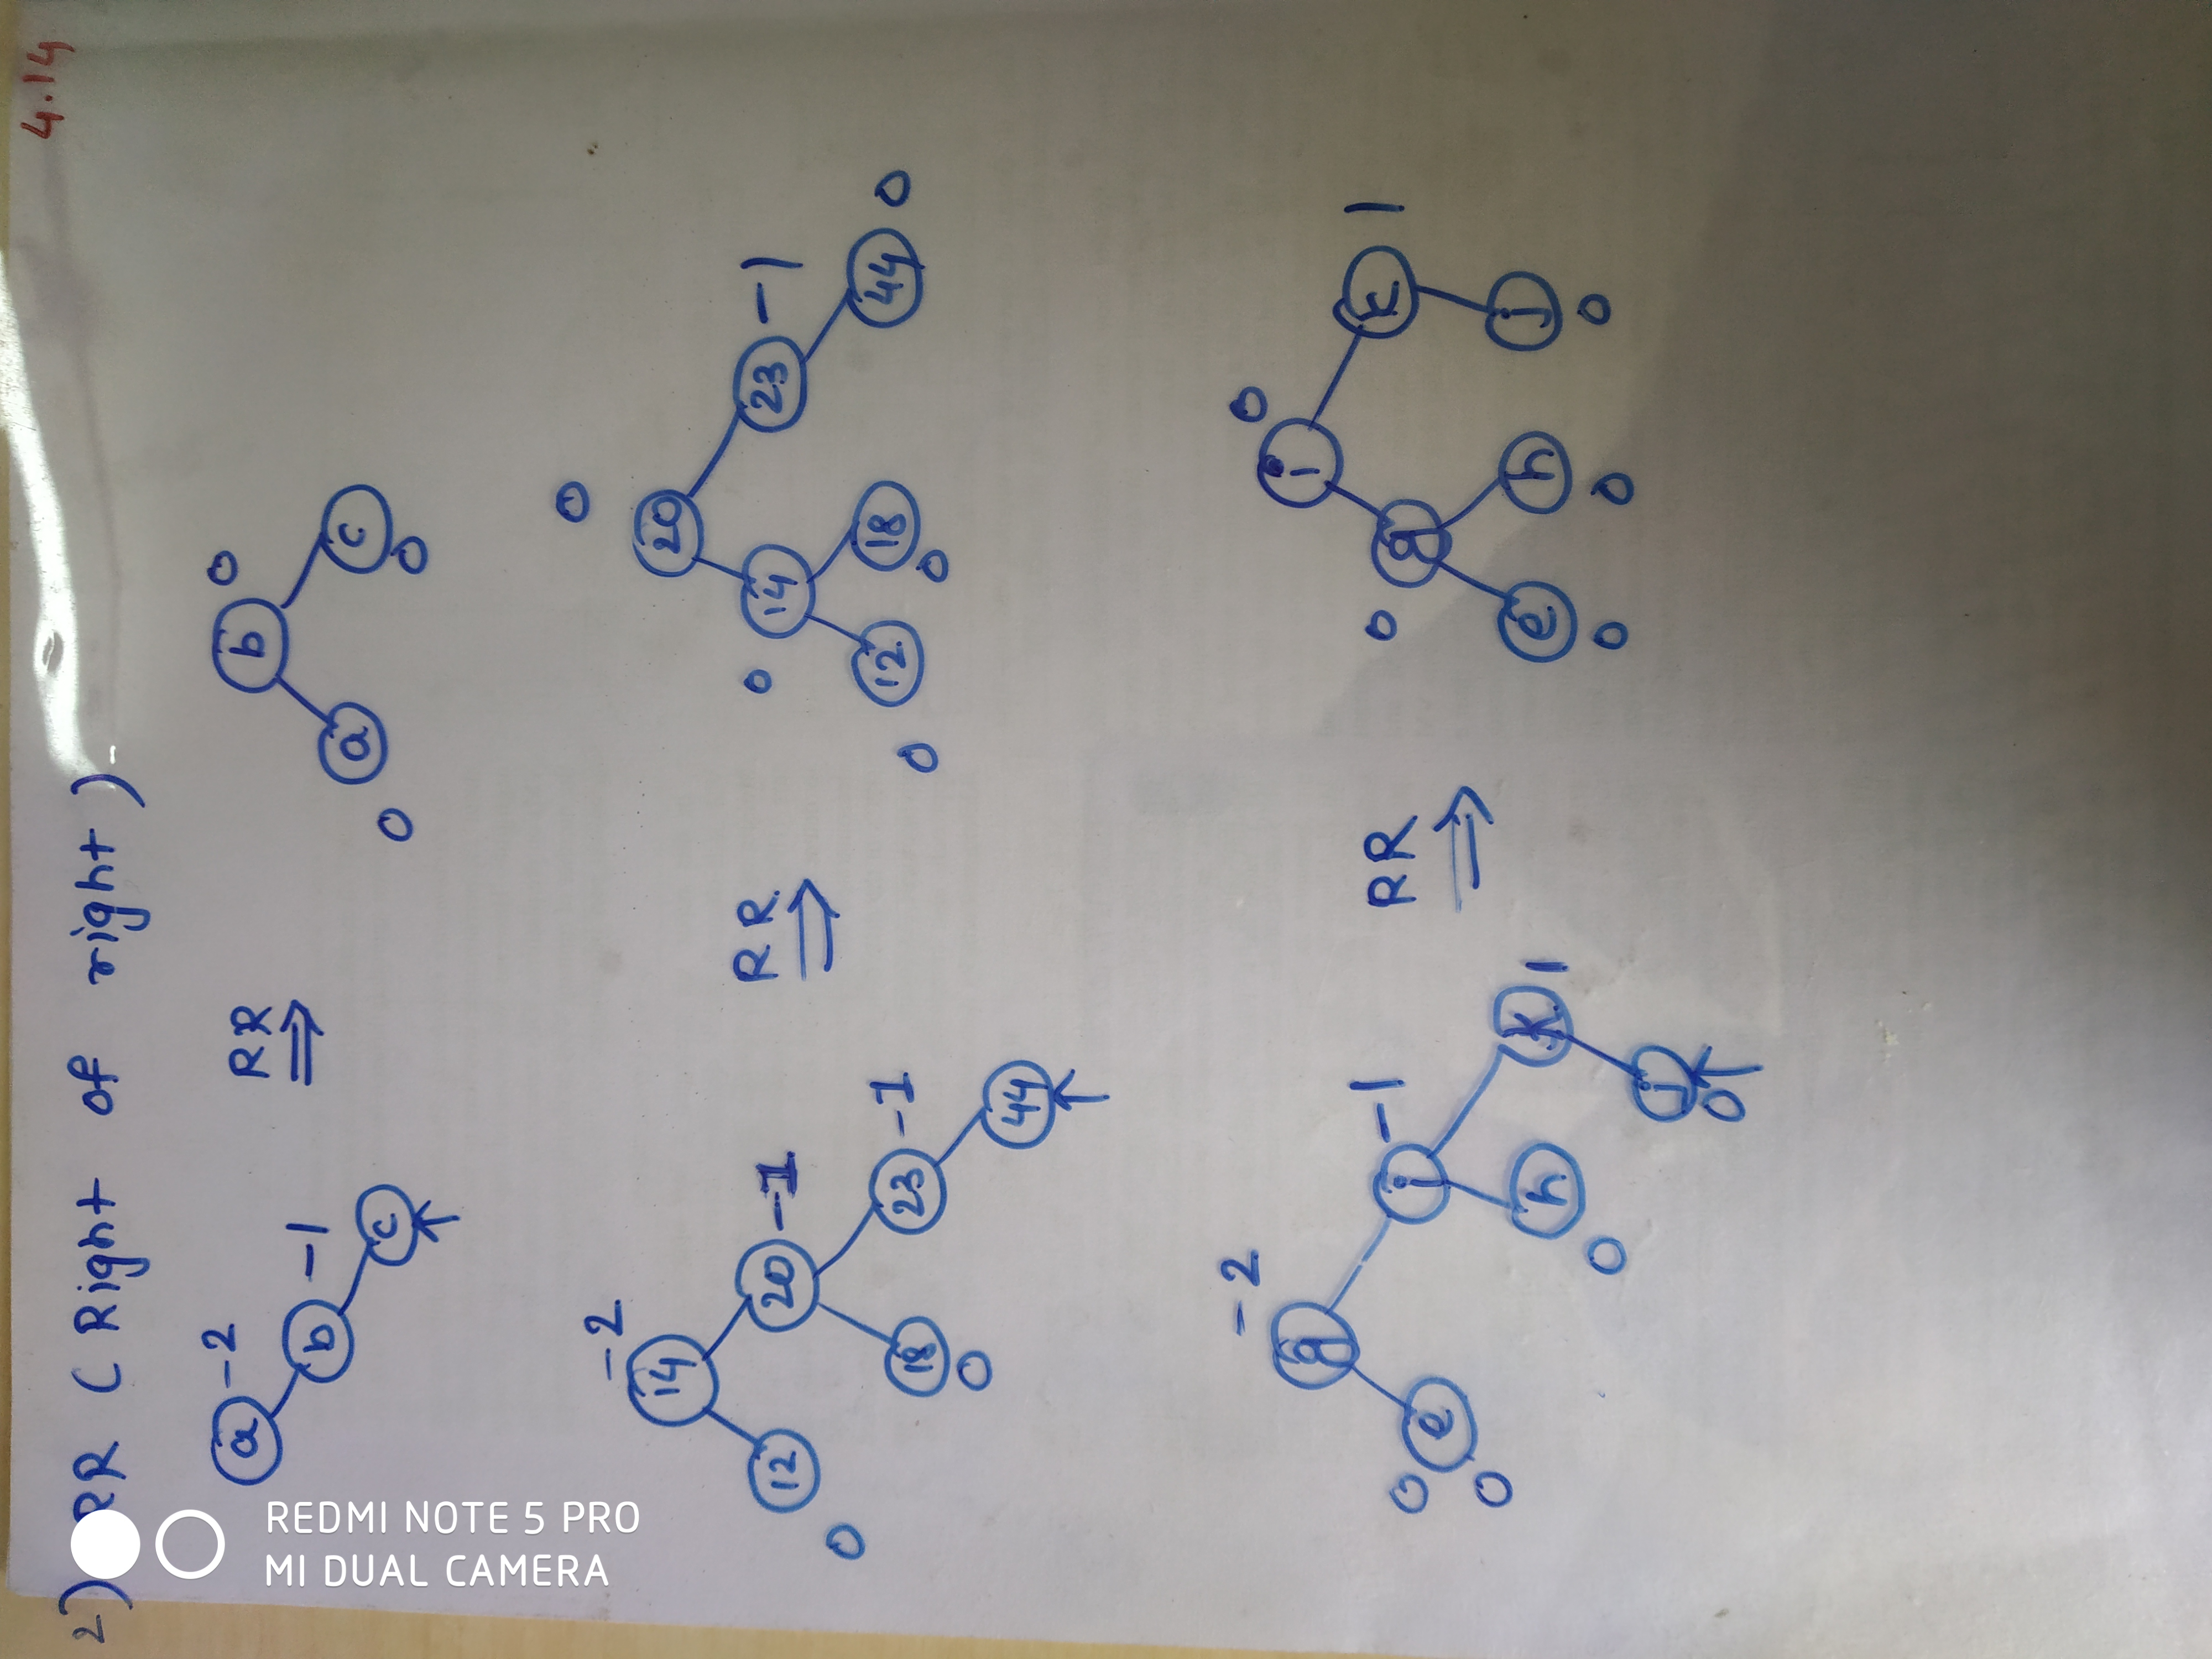 4.14
2) RR (Right of right)
a -2
b -1
c
RR
⇒
b 0
a 0
c 0
14 -2
12 0
20 -1
18 0
23 -1
44
RR
⇒
20 0
14 0
23 -1
12 0
18 0
44 0
g -2
e 0 0
i -1
h 0
k 1
j 0
RR
⇒
i 0
g 0
k 1
e 0
h 0
j 0
REDMI NOTE 5 PRO
MI DUAL CAMERA